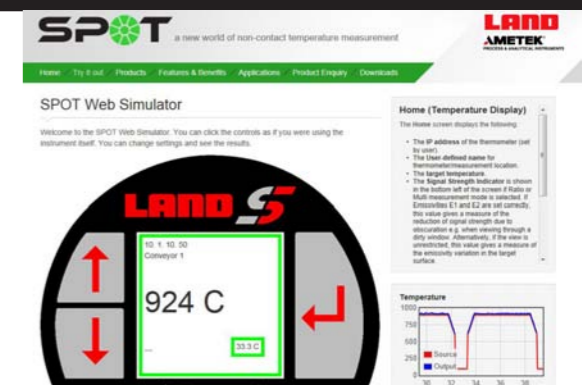 SPOT
a new world of non-contact temperature measurement
LAND
AMETEK
PROCESS & ANALYTICAL INSTRUMENTS
Home Try it out Products Features & Benefits Applications Product Enquiry Downloads
SPOT Web Simulator
Welcome to the SPOT Web Simulator. You can click the controls as if you were using the
instrument itself. You can change settings and see the results.
LAND S
10. 1. 10. 50
Conveyor 1
924 C
---
33.3 C
Home (Temperature Display)
The Home screen displays the following:
• The IP address of the thermometer (set
by user)
• The User-defined name for
thermometer/measurement location.
• The target temperature.
• The Signal Strength Indicator is shown
in the bottom left of the screen if Ratio or
Multi measurement mode is selected. If
Emissivities E1 and E2 are set correctly,
this value gives a measure of the
reduction of signal strength due to
obscuration e.g. when viewing through a
dirty window. Alternatively, if the view is
unrestricted, this value gives a measure of
the emissivity variation in the target
surface.
Temperature
1000
750
500
250
0
Source
Output
30 32 34 36 38